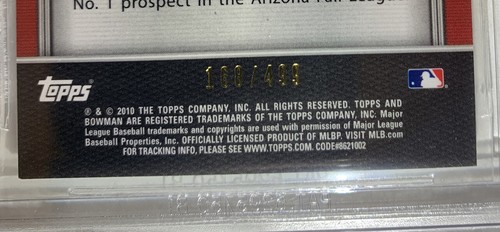 No. 1 prospect in the Arizona Fall League
Topps
/499
® & © 2010 THE TOPPS COMPANY, INC. ALL RIGHTS RESERVED. TOPPS AND
BOWMAN ARE REGISTERED TRADEMARKS OF THE TOPPS COMPANY, INC: Major
League Baseball trademarks and copyrights are used with permission of Major League
Baseball Properties, Inc. OFFICIALLY LICENSED PRODUCT OF MLBP. VISIT MLB.com
FOR TRACKING INFO, PLEASE SEE WWW.TOPPS.COM. CODE#8621002